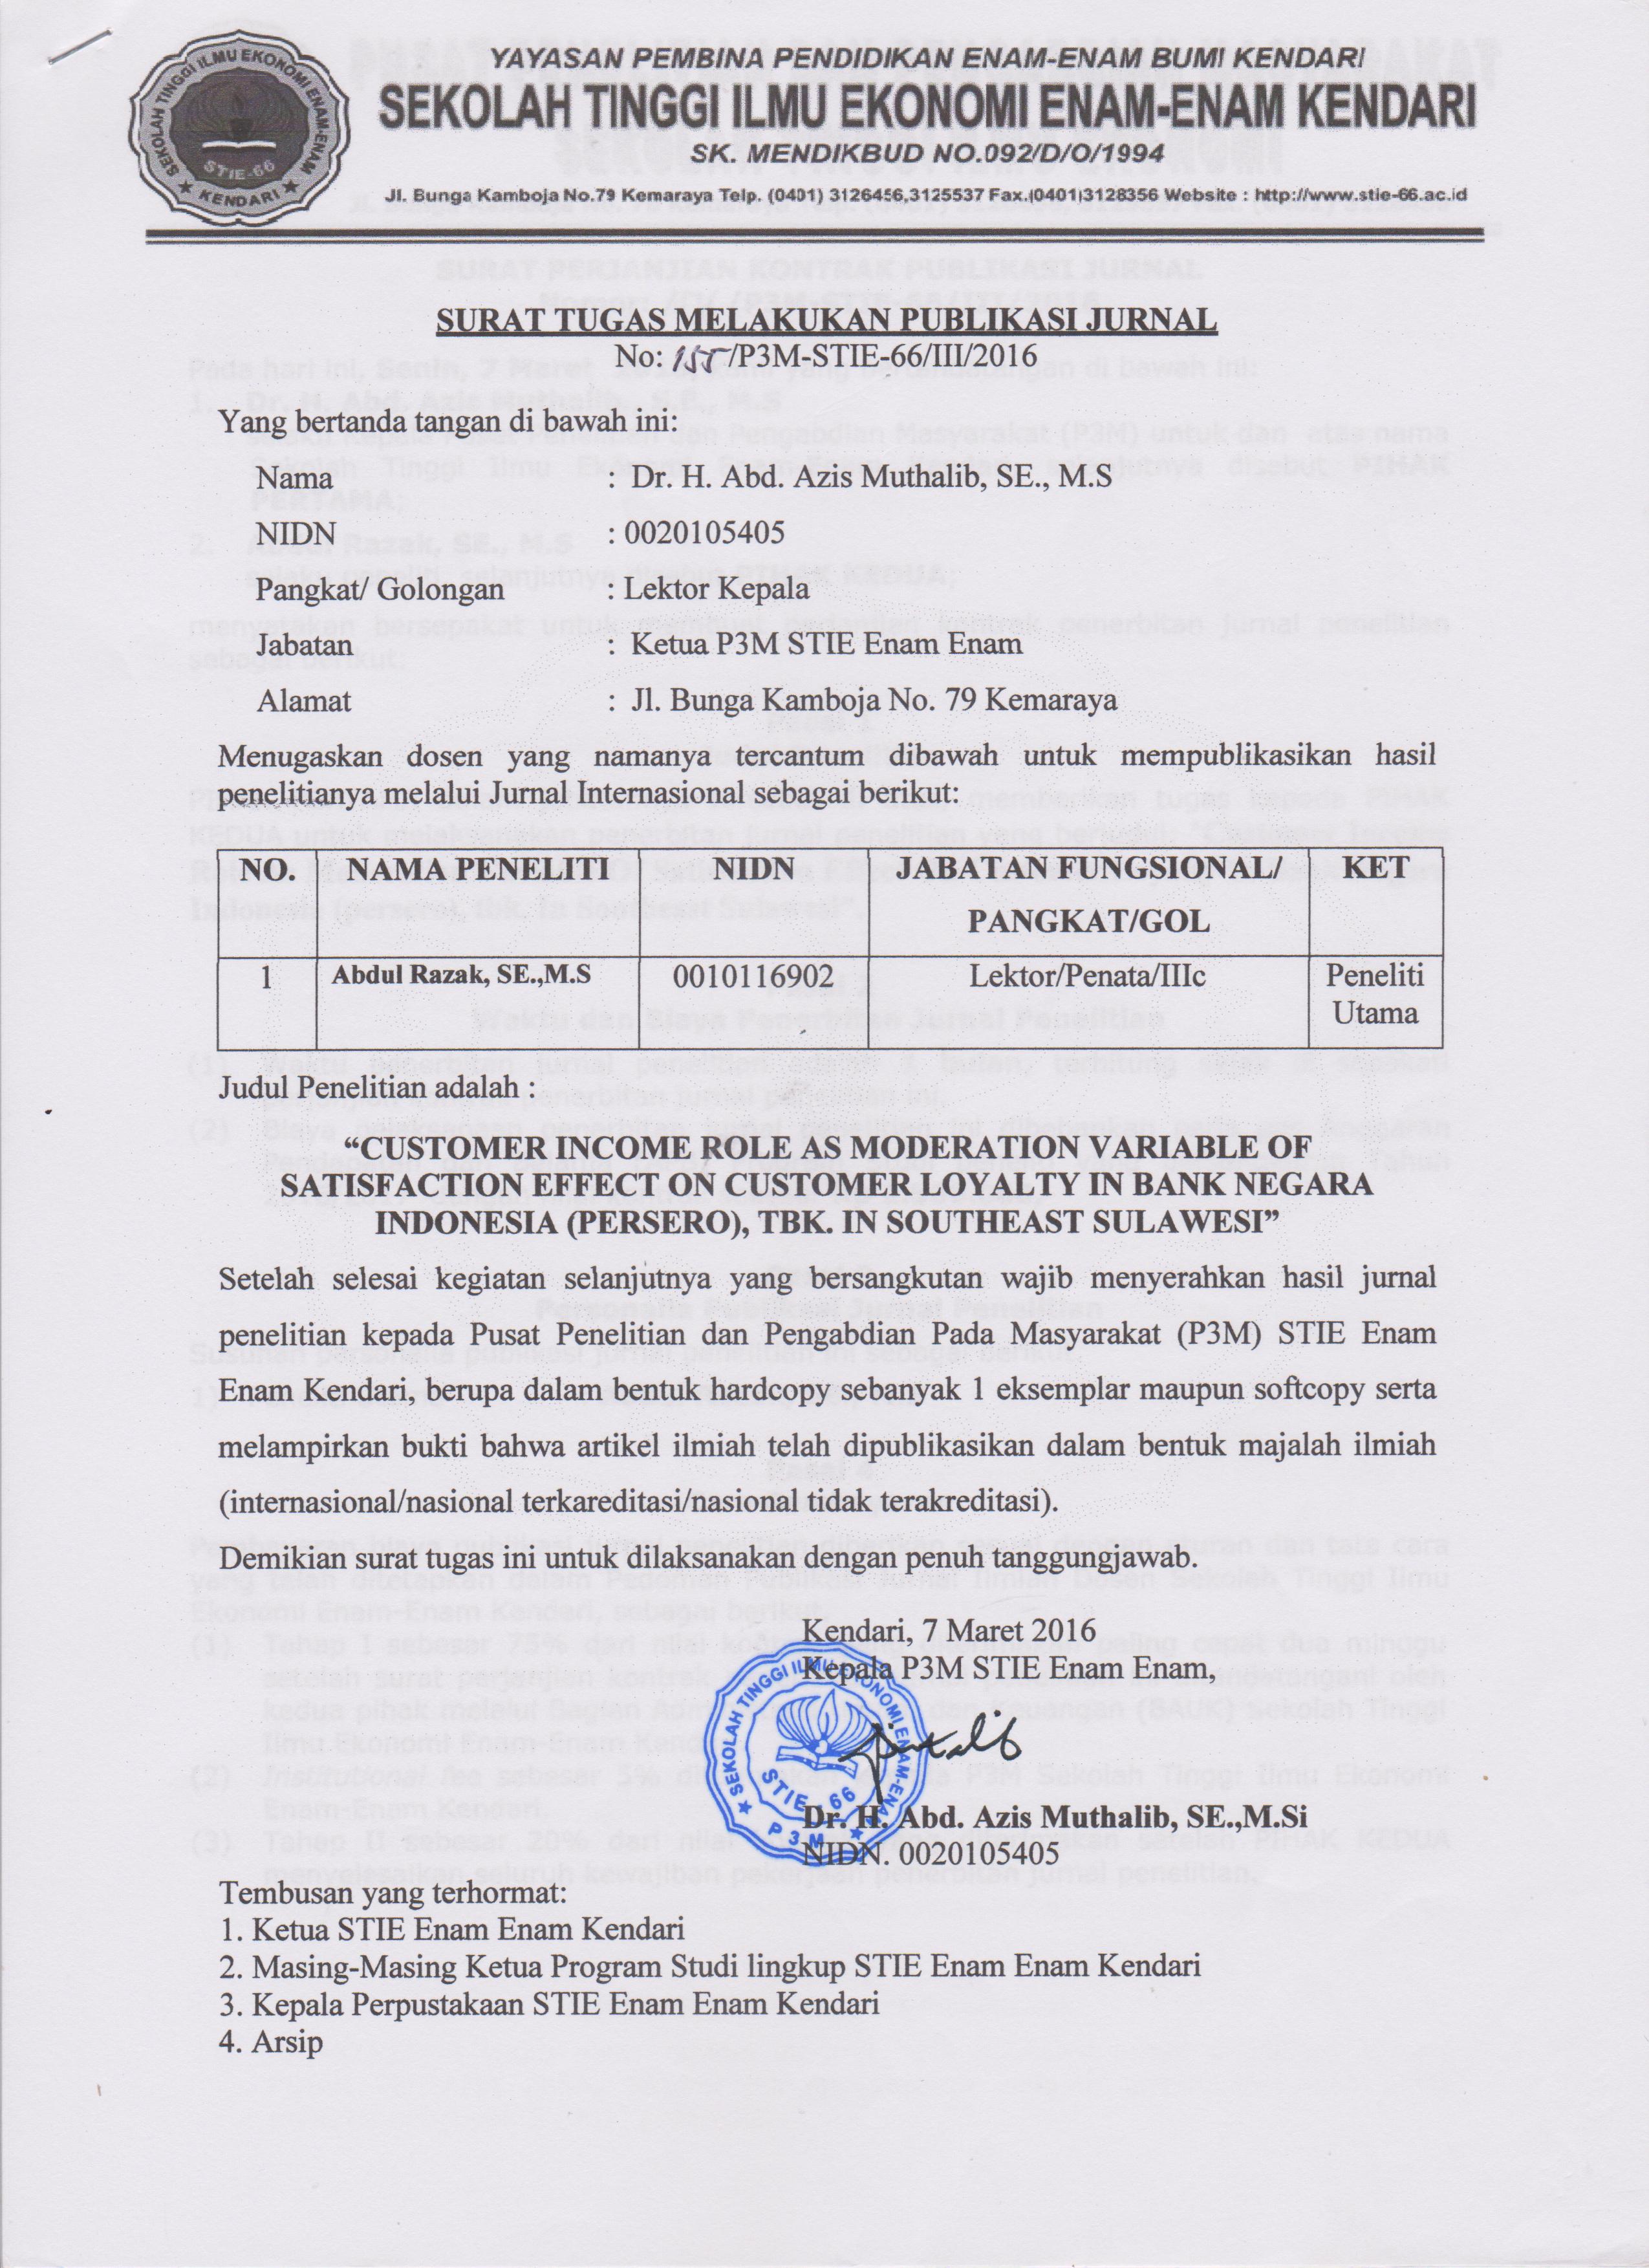 SEKOLAH TINGGI ILMU EKONOMI ENAM-ENAM
STIE-66
KENDARI
YAYASAN PEMBINA PENDIDIKAN ENAM-ENAM BUMI KENDARI
SEKOLAH TINGGI ILMU EKONOMI ENAM-ENAM KENDARI
SK. MENDIKBUD NO.092/D/O/1994
Jl. Bunga Kamboja No.79 Kemaraya Telp. (0401) 3126456,3125537 Fax.(0401)3128356 Website : http://www.stie-66.ac.id
SURAT TUGAS MELAKUKAN PUBLIKASI JURNAL
No: 155/P3M-STIE-66/III/2016
Yang bertanda tangan di bawah ini:
Nama : Dr. H. Abd. Azis Muthalib, SE., M.S
NIDN : 0020105405
Pangkat/ Golongan : Lektor Kepala
Jabatan : Ketua P3M STIE Enam Enam
Alamat : Jl. Bunga Kamboja No. 79 Kemaraya
Menugaskan dosen yang namanya tercantum dibawah untuk mempublikasikan hasil
penelitianya melalui Jurnal Internasional sebagai berikut:
NO. NAMA PENELITI NIDN JABATAN FUNGSIONAL/ KET
PANGKAT/GOL
1 Abdul Razak, SE.,M.S 0010116902 Lektor/Penata/IIIc Peneliti
Utama
Judul Penelitian adalah :
“CUSTOMER INCOME ROLE AS MODERATION VARIABLE OF
SATISFACTION EFFECT ON CUSTOMER LOYALTY IN BANK NEGARA
INDONESIA (PERSERO), TBK. IN SOUTHEAST SULAWESI”
Setelah selesai kegiatan selanjutnya yang bersangkutan wajib menyerahkan hasil jurnal
penelitian kepada Pusat Penelitian dan Pengabdian Pada Masyarakat (P3M) STIE Enam
Enam Kendari, berupa dalam bentuk hardcopy sebanyak 1 eksemplar maupun softcopy serta
melampirkan bukti bahwa artikel ilmiah telah dipublikasikan dalam bentuk majalah ilmiah
(internasional/nasional terkareditasi/nasional tidak terakreditasi).
Demikian surat tugas ini untuk dilaksanakan dengan penuh tanggungjawab.
Kendari, 7 Maret 2016
Kepala P3M STIE Enam Enam,
SEKOLAH TINGGI ILMU EKONOMI ENAM-ENAM
STIE-66
P3M
Dr. H. Abd. Azis Muthalib, SE.,M.Si
NIDN. 0020105405
Tembusan yang terhormat:
1. Ketua STIE Enam Enam Kendari
2. Masing-Masing Ketua Program Studi lingkup STIE Enam Enam Kendari
3. Kepala Perpustakaan STIE Enam Enam Kendari
4. Arsip